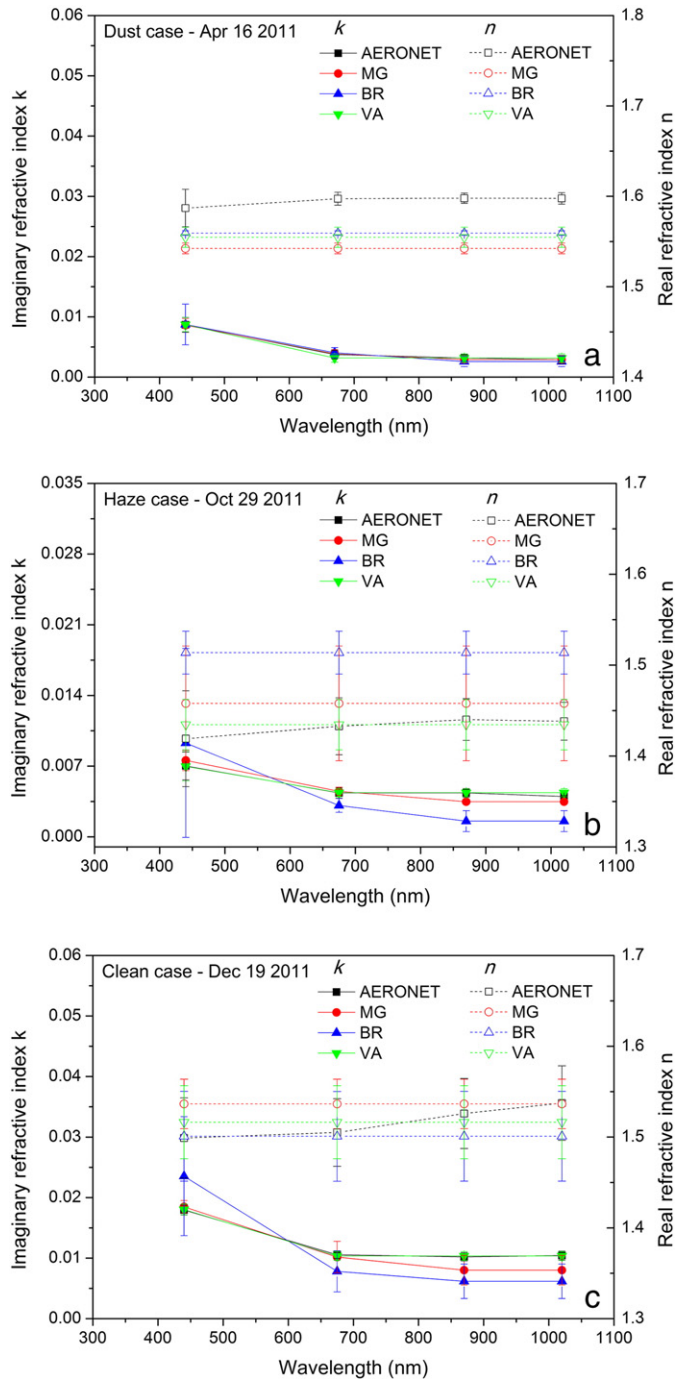 Dust case - Apr 16 2011
k n
AERONET AERONET
MG MG
BR BR
VA VA
0.06
0.05
0.04
0.03
0.02
0.01
0.00
Imaginary refractive index k
1.8
1.7
1.6
1.5
1.4
Real refractive index n
a
300 400 500 600 700 800 900 1000 1100
Wavelength (nm)
Haze case - Oct 29 2011
k n
AERONET AERONET
MG MG
BR BR
VA VA
0.035
0.028
0.021
0.014
0.007
0.000
Imaginary refractive index k
1.7
1.6
1.5
1.4
1.3
Real refractive index n
b
300 400 500 600 700 800 900 1000 1100
Wavelength (nm)
Clean case - Dec 19 2011
k n
AERONET AERONET
MG MG
BR BR
VA VA
0.06
0.05
0.04
0.03
0.02
0.01
0.00
Imaginary refractive index k
1.7
1.6
1.5
1.4
1.3
Real refractive index n
c
300 400 500 600 700 800 900 1000 1100
Wavelength (nm)